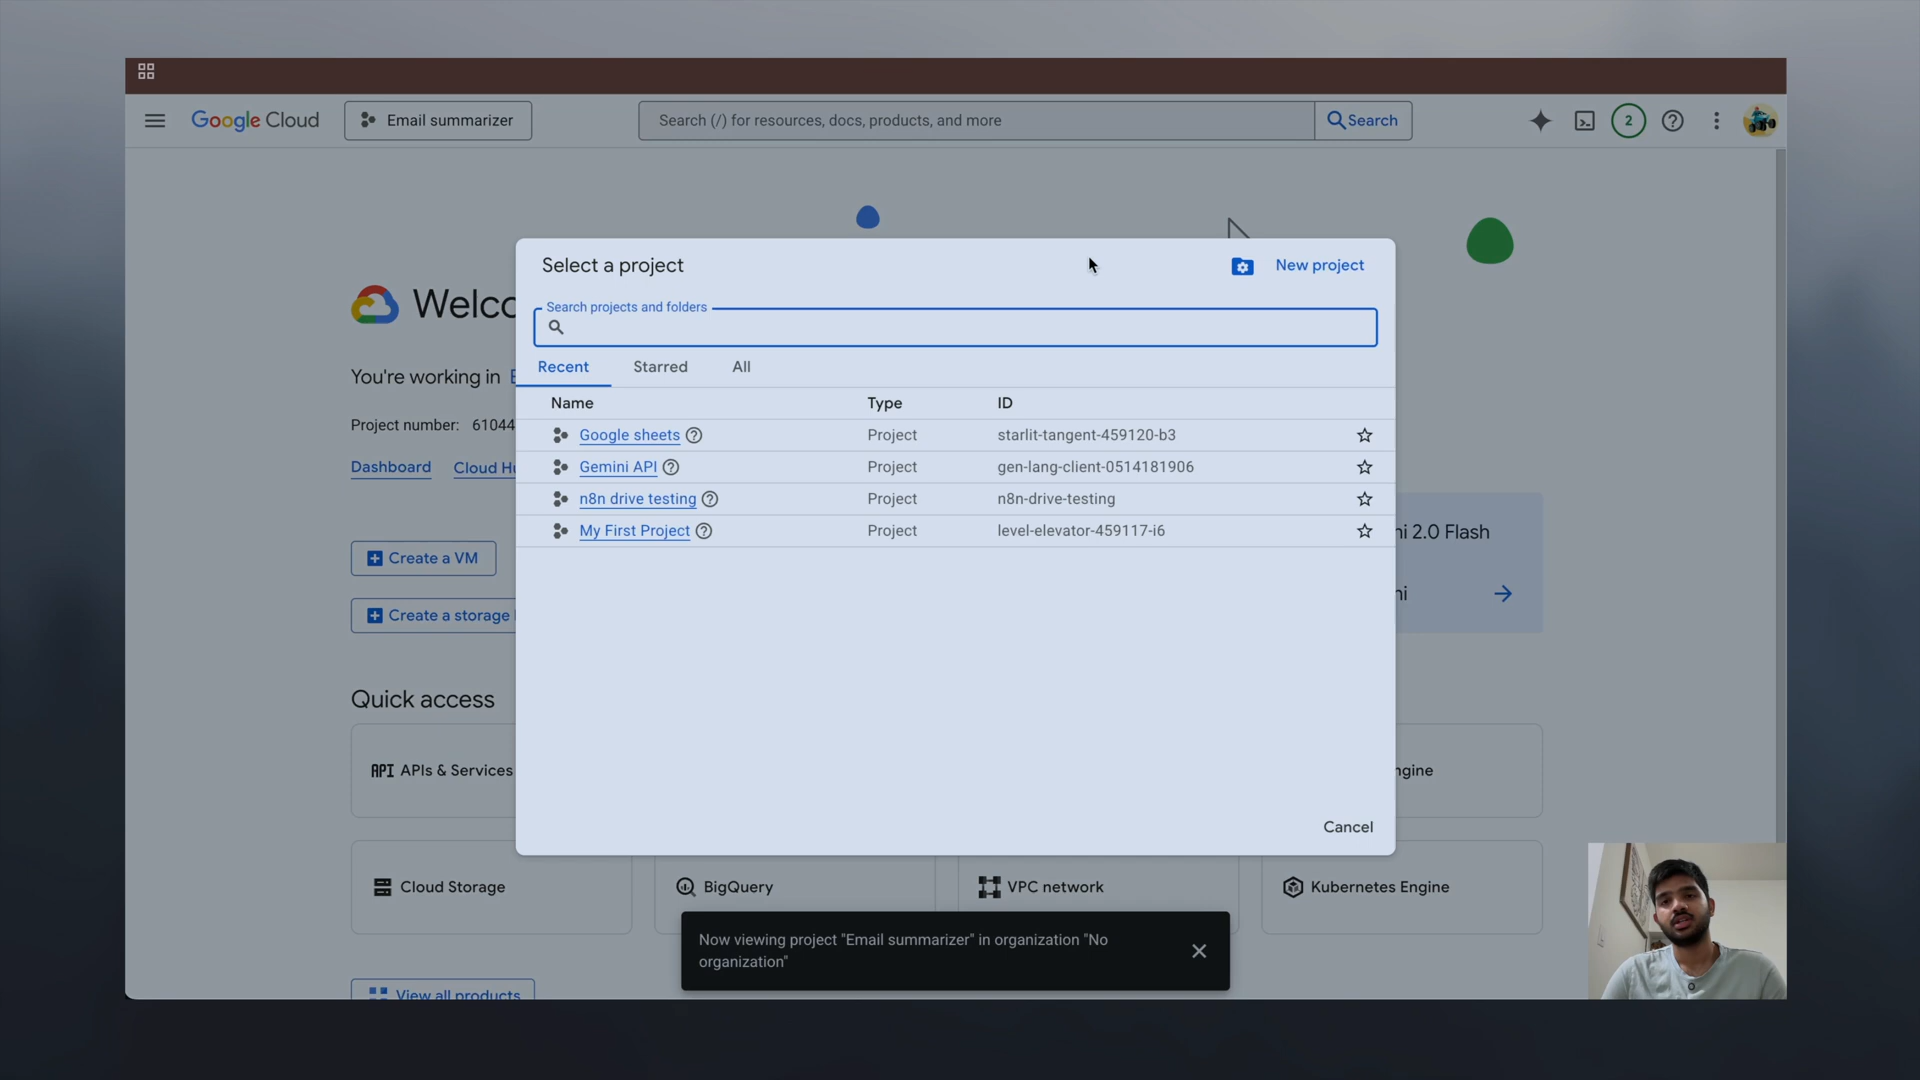 Google Cloud
Email summarizer
Search (/) for resources, docs, products, and more
Search
2
Welco
You're working in
Project number: 61044
Dashboard
Cloud Hu
Create a VM
Create a storage
Quick access
API APIs & Services
Cloud Storage
BigQuery
VPC network
Kubernetes Engine
View all products
ni 2.0 Flash
ni
ngine
Select a project
New project
Search projects and folders
Recent
Starred
All
Name Type ID
Google sheets Project starlit-tangent-459120-b3
Gemini API Project gen-lang-client-0514181906
n8n drive testing Project n8n-drive-testing
My First Project Project level-elevator-459117-i6
Cancel
Now viewing project "Email summarizer" in organization "No
organization"